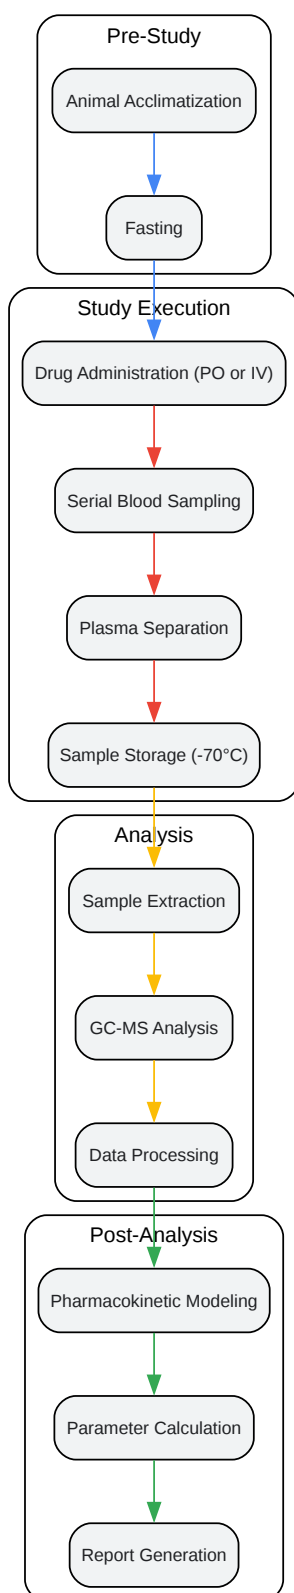 Pre-Study
Animal Acclimatization
Fasting
Study Execution
Drug Administration (PO or IV)
Serial Blood Sampling
Plasma Separation
Sample Storage (-70°C)
Analysis
Sample Extraction
GC-MS Analysis
Data Processing
Post-Analysis
Pharmacokinetic Modeling
Parameter Calculation
Report Generation